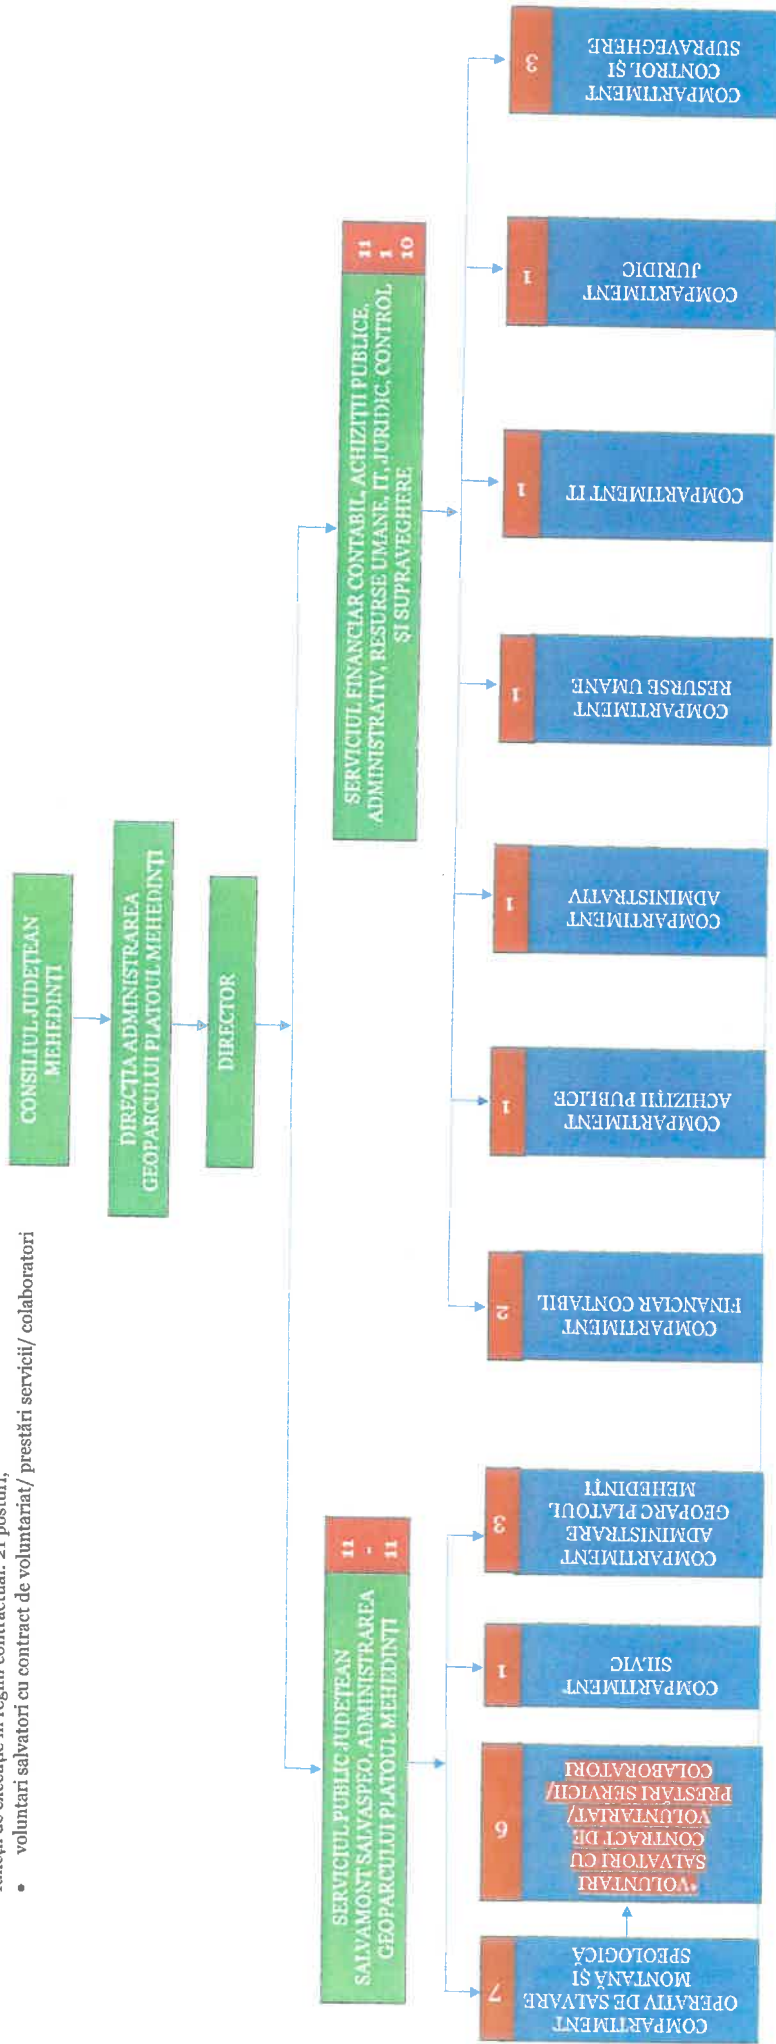 funcții de execuție în regim contractual: 21 posturi,
• voluntari salvatori cu contract de voluntariat/ prestări servicii/ colaboratori
CONSILIUL JUDEȚEAN
MEHEDINȚI
DIRECȚIA ADMINISTRAREA
GEOPARCULUI PLATOUL MEHEDINȚI
DIRECTOR
SERVICIUL PUBLIC JUDEȚEAN
SALVAMONT SALVASPEO, ADMINISTRAREA
GEOPARCULUI PLATOUL MEHEDINȚI
11
-
11
SERVICIUL FINANCIAR CONTABIL, ACHIZIȚII PUBLICE,
ADMINISTRATIV, RESURSE UMANE, IT, JURIDIC, CONTROL
ȘI SUPRAVEGHERE
11
1
10
7
COMPARTIMENT
OPERATIV DE SALVARE
MONTANĂ ȘI
SPEOLOGICĂ
6
•VOLUNTARI
SALVATORI CU
CONTRACT DE
VOLUNTARIAT/
PRESTĂRI SERVICII/
COLABORATORI
1
COMPARTIMENT
SILVIC
3
COMPARTIMENT
ADMINISTRARE
GEOPARC PLATOUL
MEHEDINȚI
2
COMPARTIMENT
FINANCIAR CONTABIL
1
COMPARTIMENT
ACHIZIȚII PUBLICE
1
COMPARTIMENT
ADMINISTRATIV
1
COMPARTIMENT
RESURSE UMANE
1
COMPARTIMENT IT
1
COMPARTIMENT
JURIDIC
3
COMPARTIMENT
CONTROL ȘI
SUPRAVEGHERE